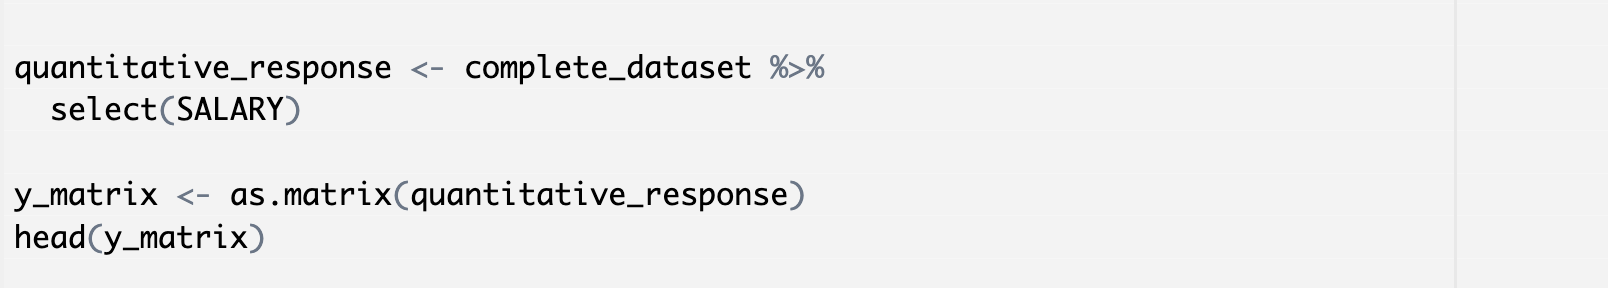 quantitative_response <- complete_dataset %>%
  select(SALARY)
y_matrix <- as.matrix(quantitative_response)
head(y_matrix)